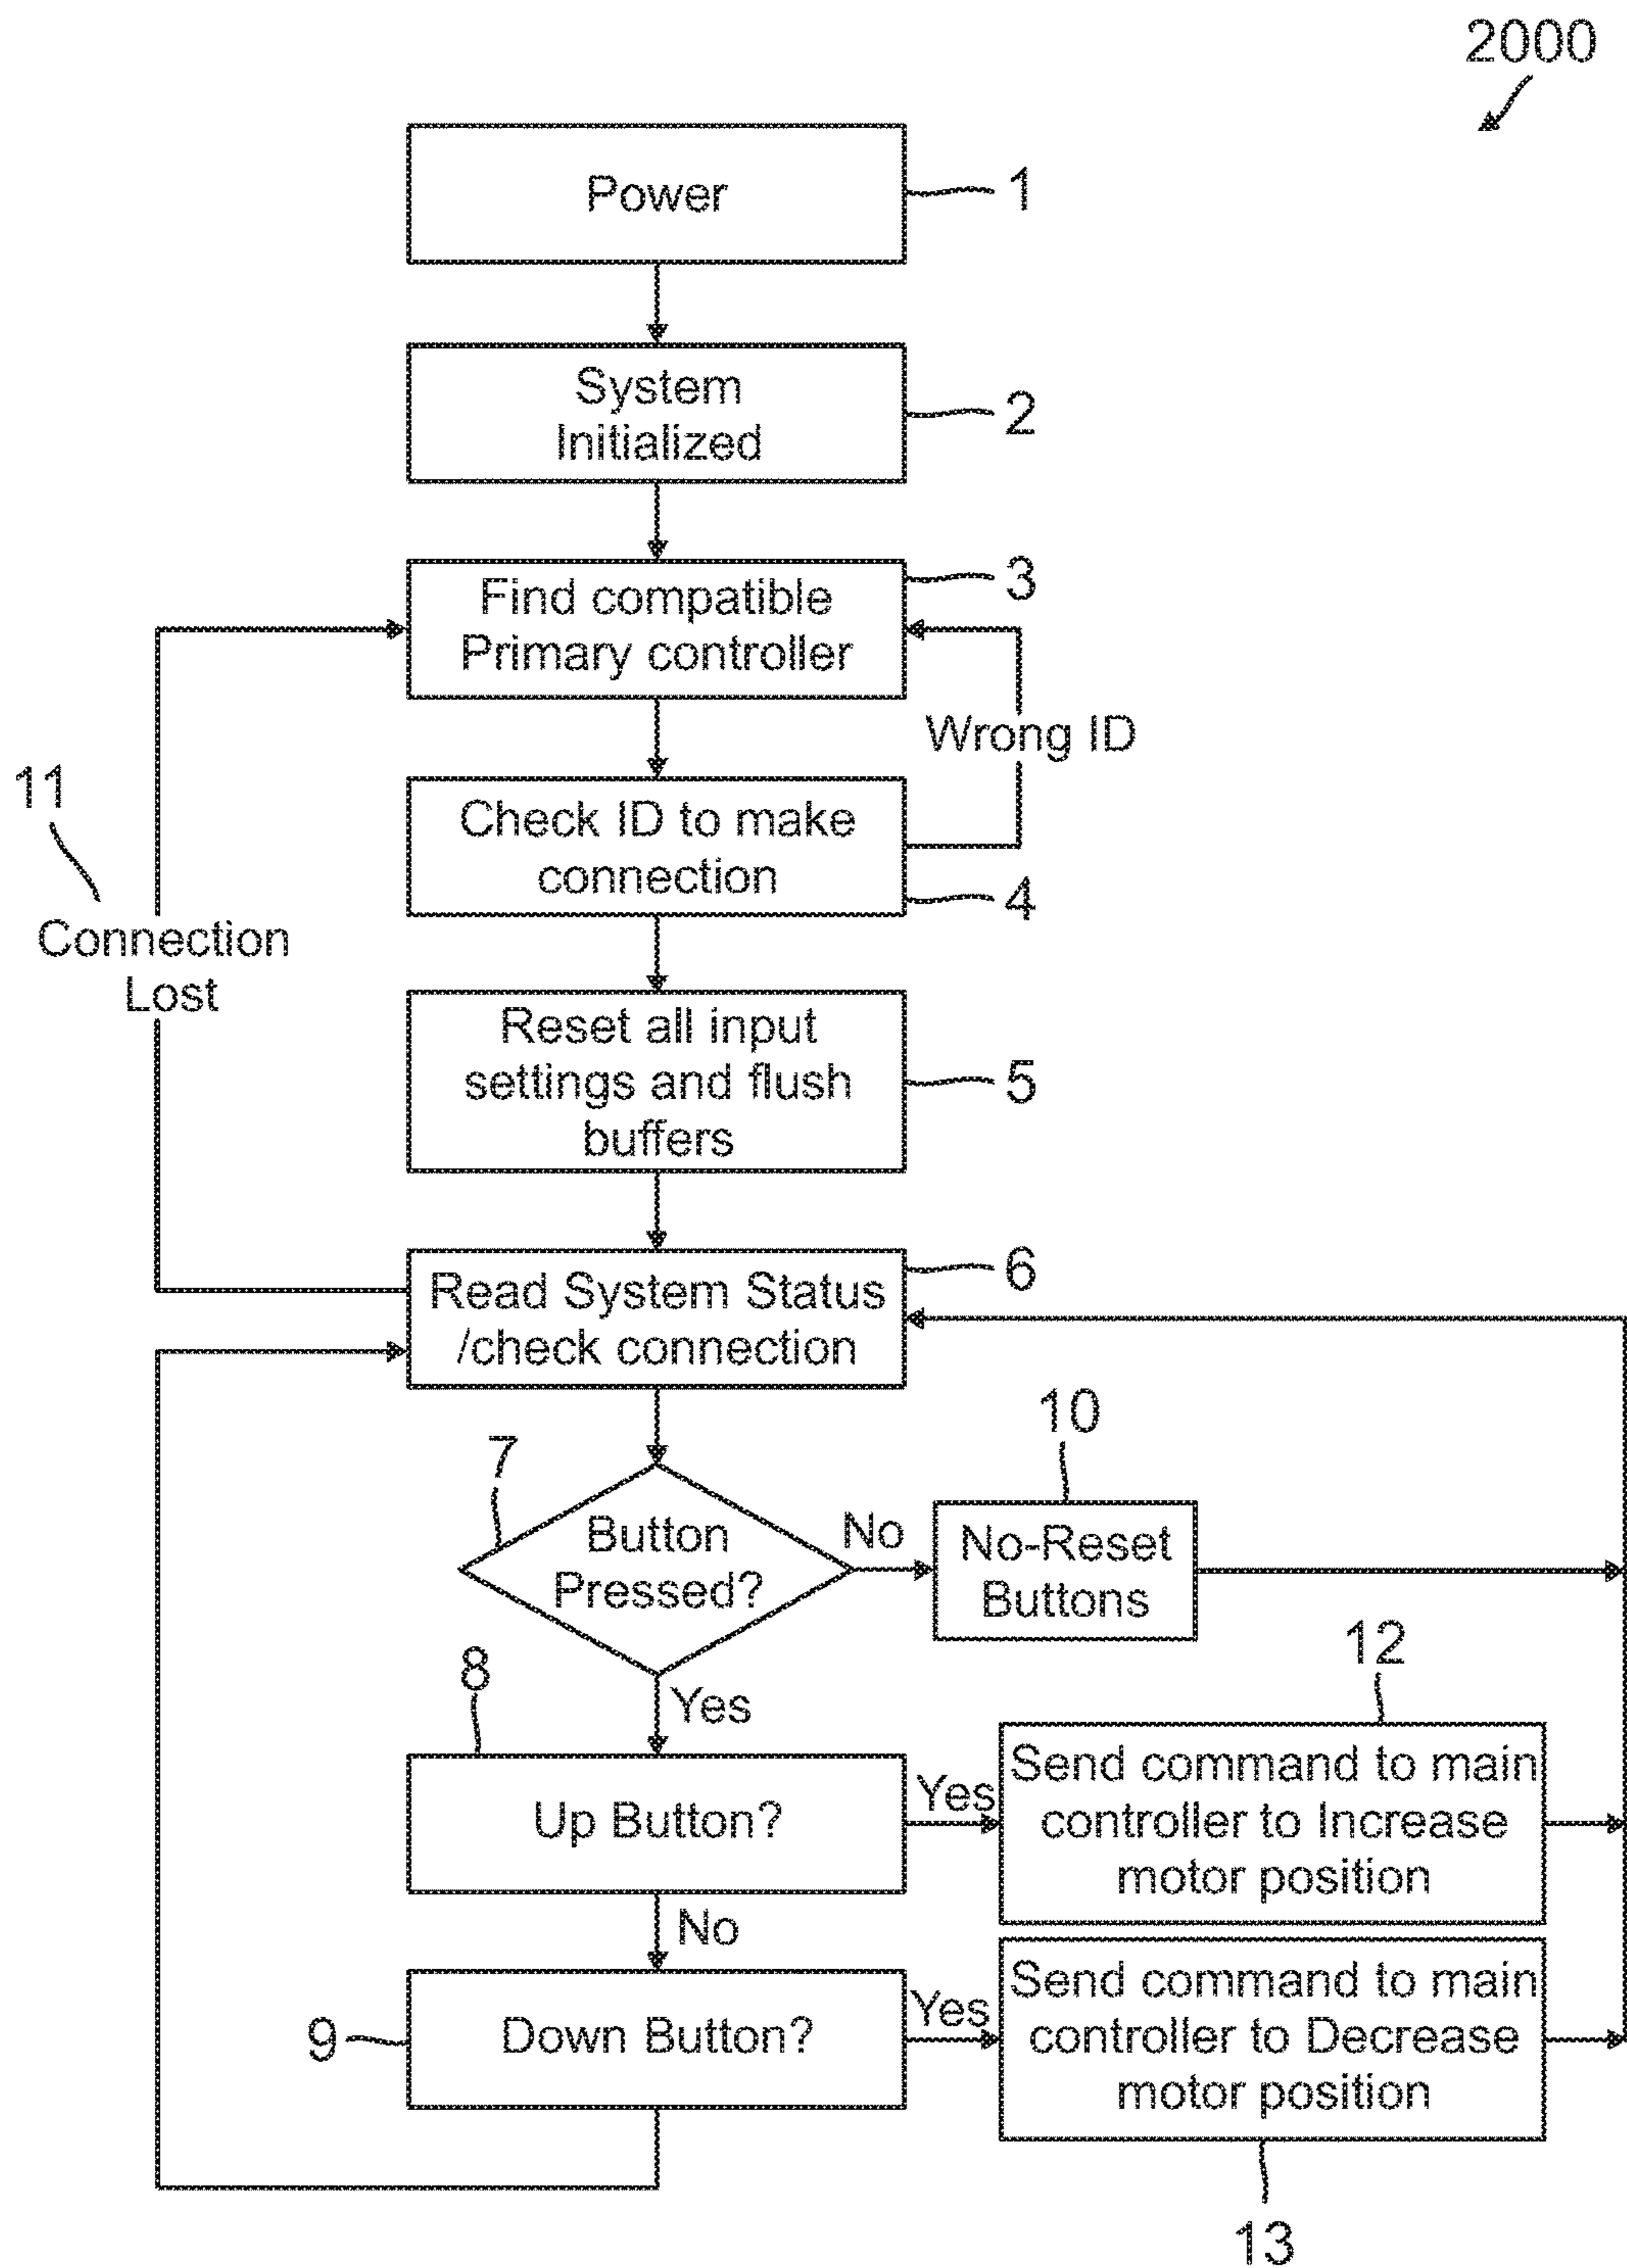 2000
Power
1
System
Initialized
2
Find compatible
Primary controller
3
Wrong ID
Check ID to make
connection
4
11
Connection
Lost
Reset all input
settings and flush
buffers
5
Read System Status
/check connection
6
7
Button
Pressed?
No
10
No-Reset
Buttons
Yes
8
Up Button?
Yes
12
Send command to main
controller to Increase
motor position
No
9
Down Button?
Yes
Send command to main
controller to Decrease
motor position
13